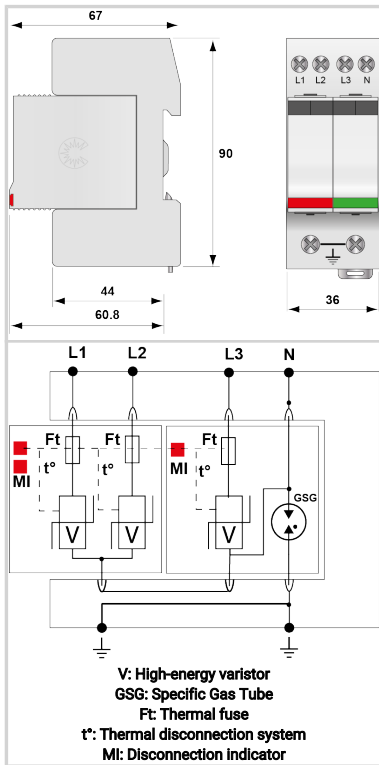 67
90
44
60.8
L1 L2 L3 N
36
L1 L2 L3 N
Ft Ft Ft
MI t° t° MI t°
GSG
V V V
V: High-energy varistor
GSG: Specific Gas Tube
Ft: Thermal fuse
t°: Thermal disconnection system
MI: Disconnection indicator